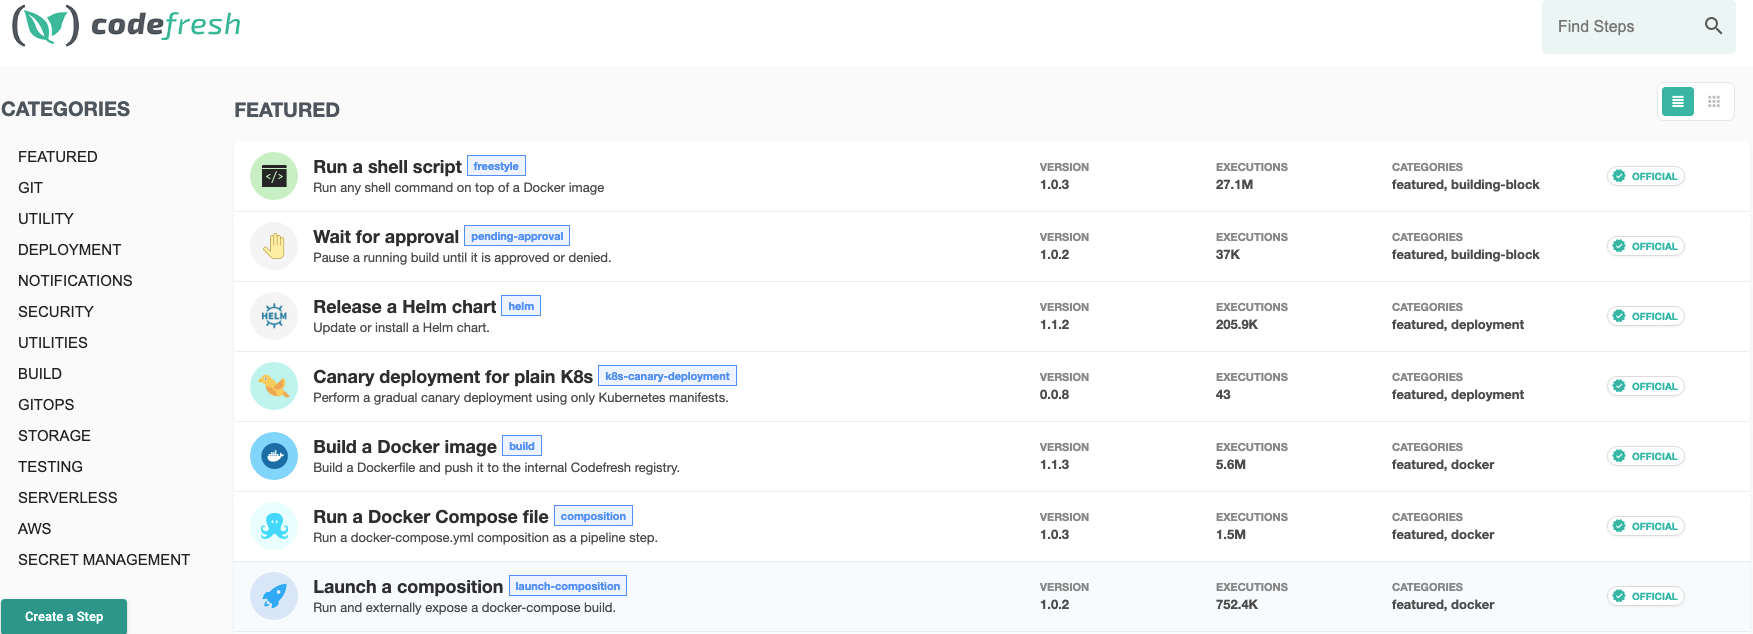 codefresh
Find Steps
CATEGORIES
FEATURED
GIT
UTILITY
DEPLOYMENT
NOTIFICATIONS
SECURITY
UTILITIES
BUILD
GITOPS
STORAGE
TESTING
SERVERLESS
AWS
SECRET MANAGEMENT
Create a Step
FEATURED
</>
Run a shell script freestyle
Run any shell command on top of a Docker image
VERSION
1.0.3
EXECUTIONS
27.1M
CATEGORIES
featured, building-block
OFFICIAL
Wait for approval pending-approval
Pause a running build until it is approved or denied.
VERSION
1.0.2
EXECUTIONS
37K
CATEGORIES
featured, building-block
OFFICIAL
HELM
Release a Helm chart helm
Update or install a Helm chart.
VERSION
1.1.2
EXECUTIONS
205.9K
CATEGORIES
featured, deployment
OFFICIAL
Canary deployment for plain K8s k8s-canary-deployment
Perform a gradual canary deployment using only Kubernetes manifests.
VERSION
0.0.8
EXECUTIONS
43
CATEGORIES
featured, deployment
OFFICIAL
Build a Docker image build
Build a Dockerfile and push it to the internal Codefresh registry.
VERSION
1.1.3
EXECUTIONS
5.6M
CATEGORIES
featured, docker
OFFICIAL
Run a Docker Compose file composition
Run a docker-compose.yml composition as a pipeline step.
VERSION
1.0.3
EXECUTIONS
1.5M
CATEGORIES
featured, docker
OFFICIAL
Launch a composition launch-composition
Run and externally expose a docker-compose build.
VERSION
1.0.2
EXECUTIONS
752.4K
CATEGORIES
featured, docker
OFFICIAL